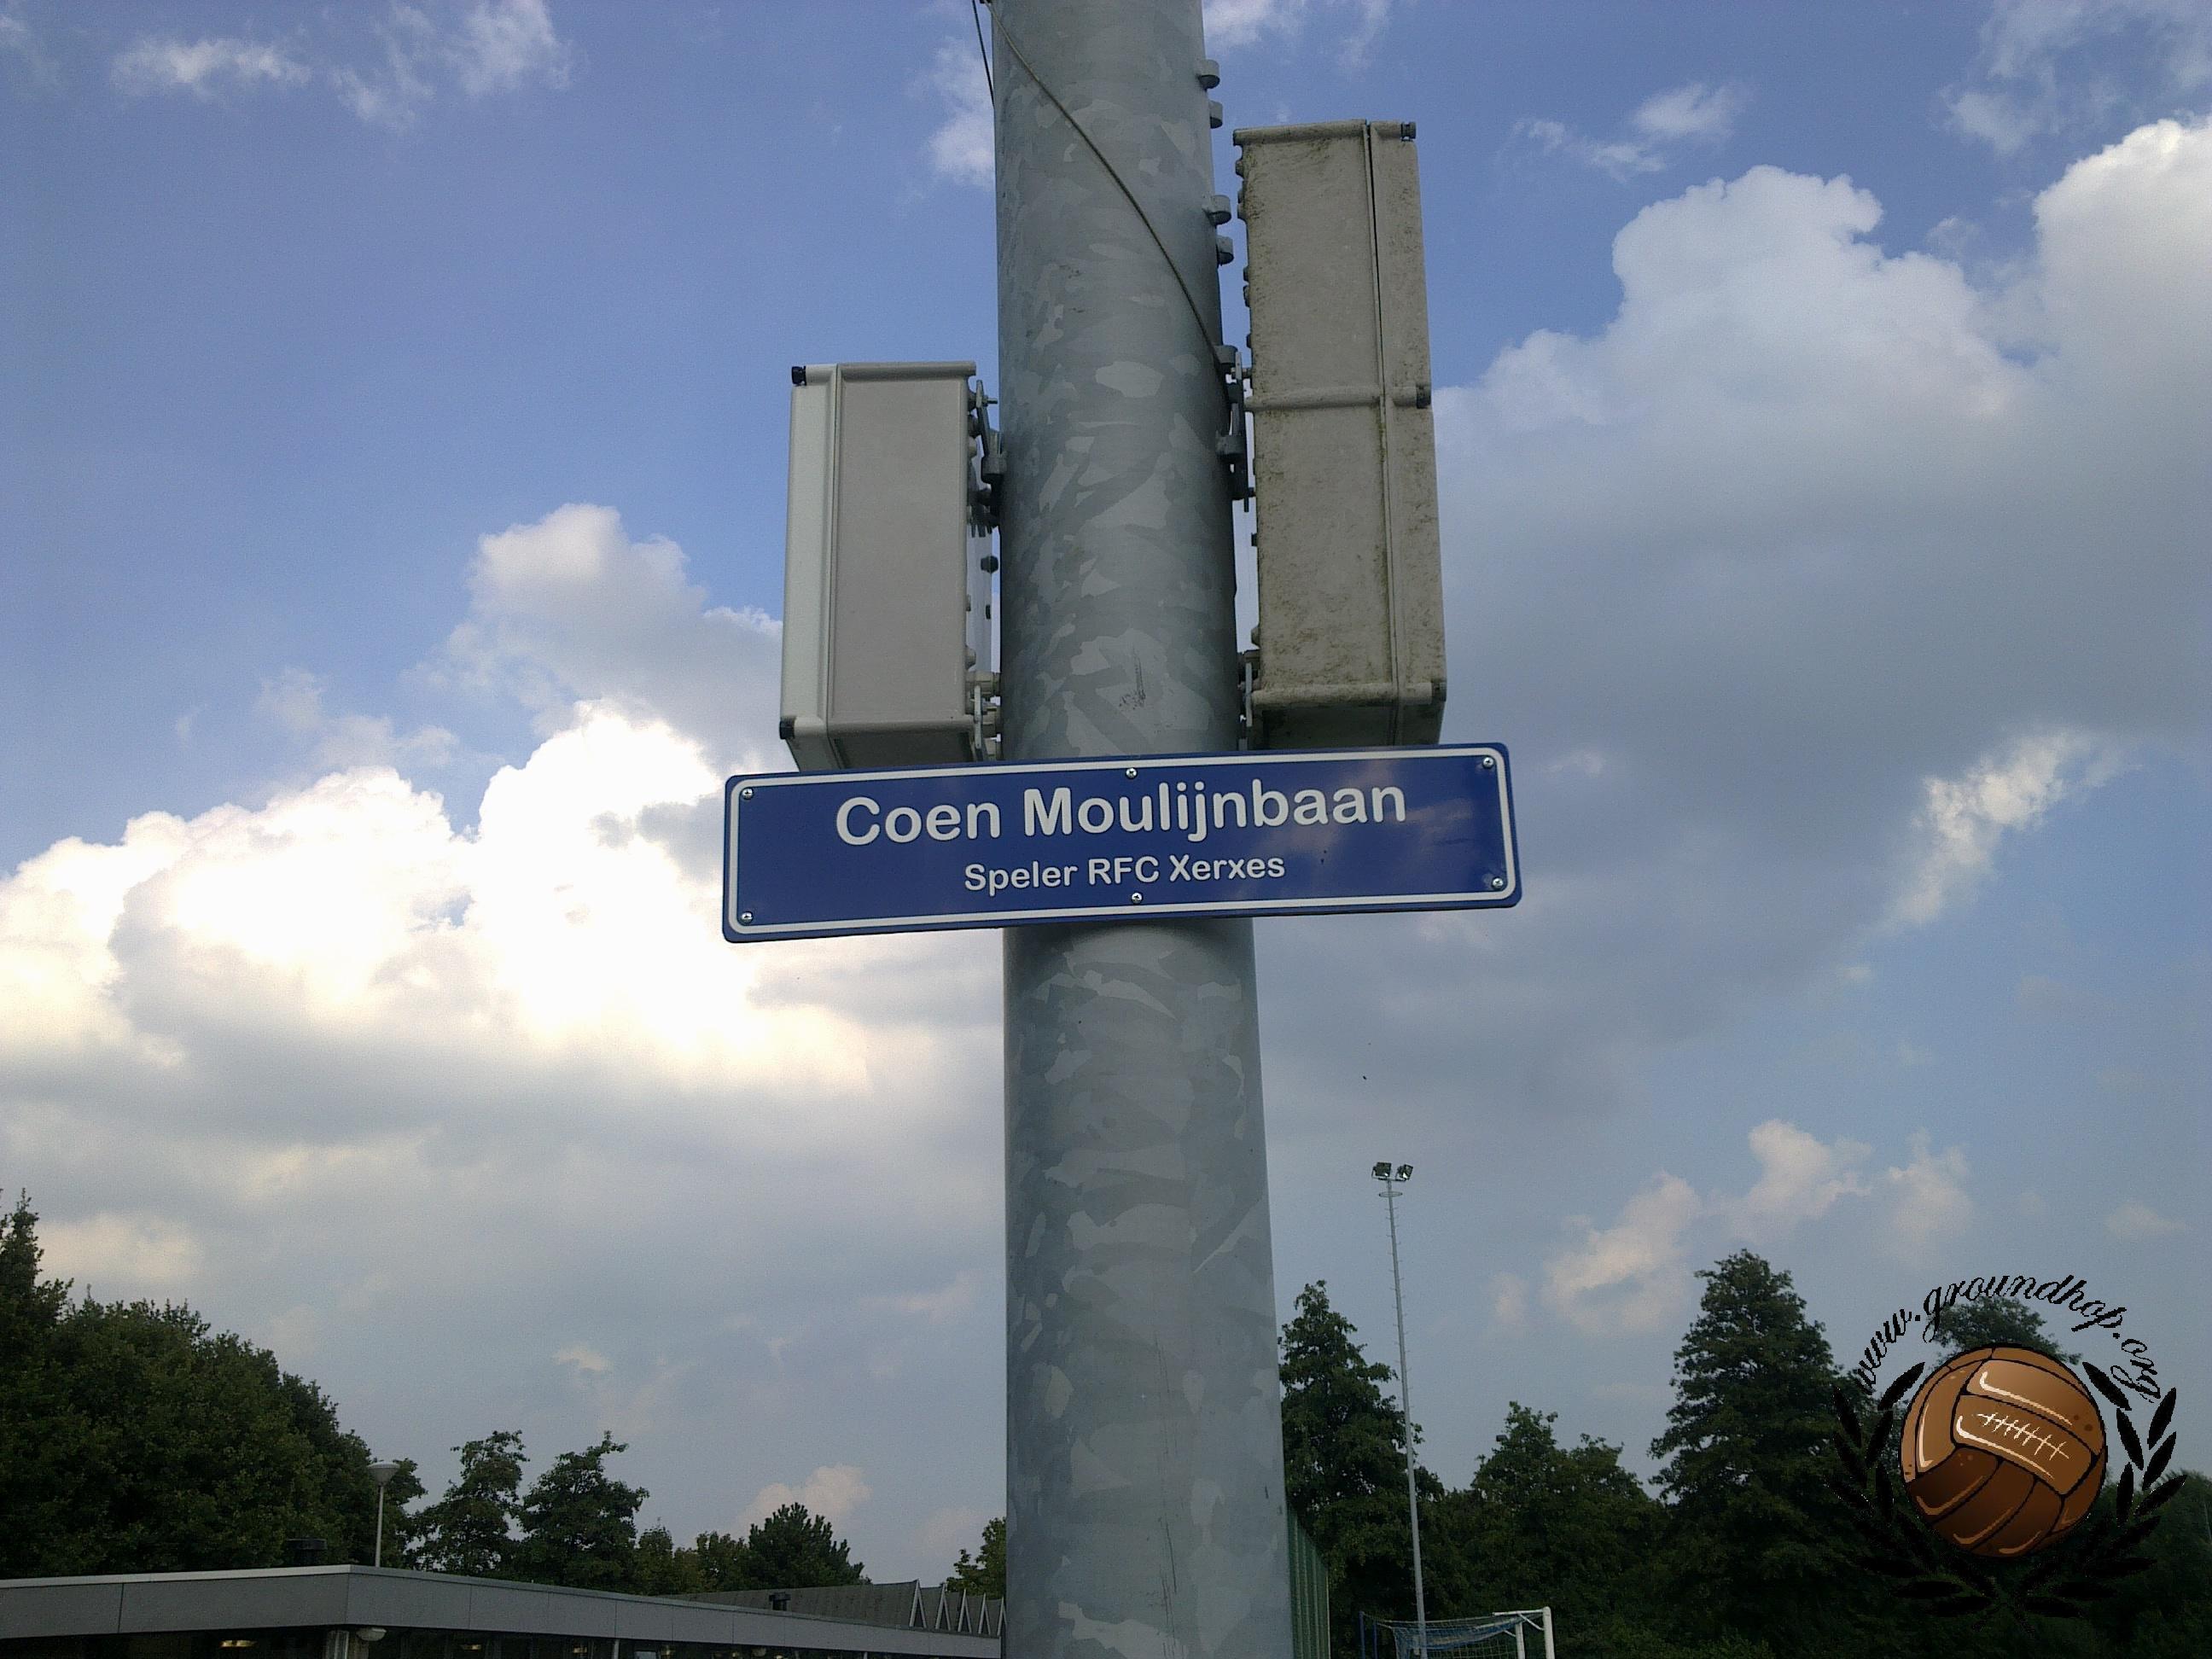 Coen Moulijnbaan
Speler RFC Xerxes
www.groundhop.org